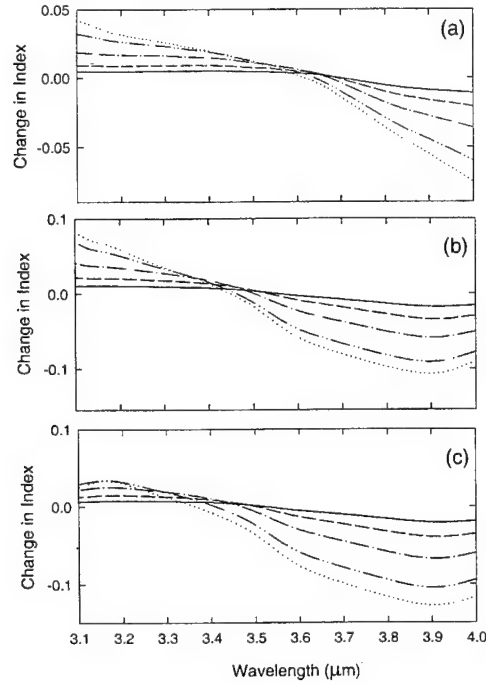 (a)
0.05
0.00
-0.05
Change in Index
(b)
0.1
0.0
-0.1
Change in Index
(c)
0.1
0.0
-0.1
Change in Index
3.1 3.2 3.3 3.4 3.5 3.6 3.7 3.8 3.9 4.0
Wavelength (μm)